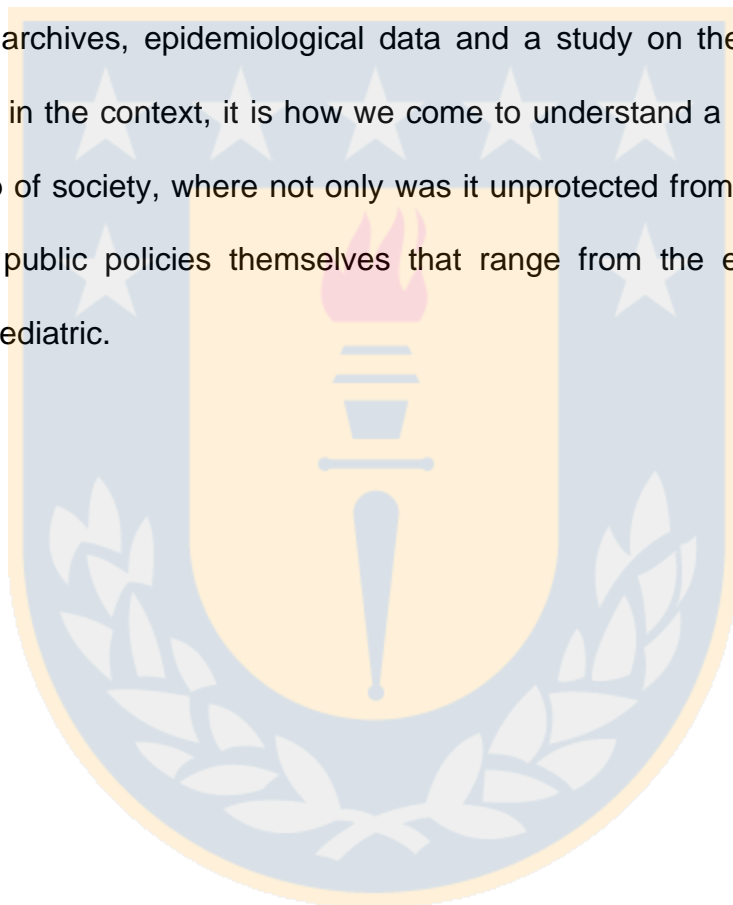 archives, epidemiological data and a study on the
in the context, it is how we come to understand a
of society, where not only was it unprotected from
public policies themselves that range from the
ediatric.